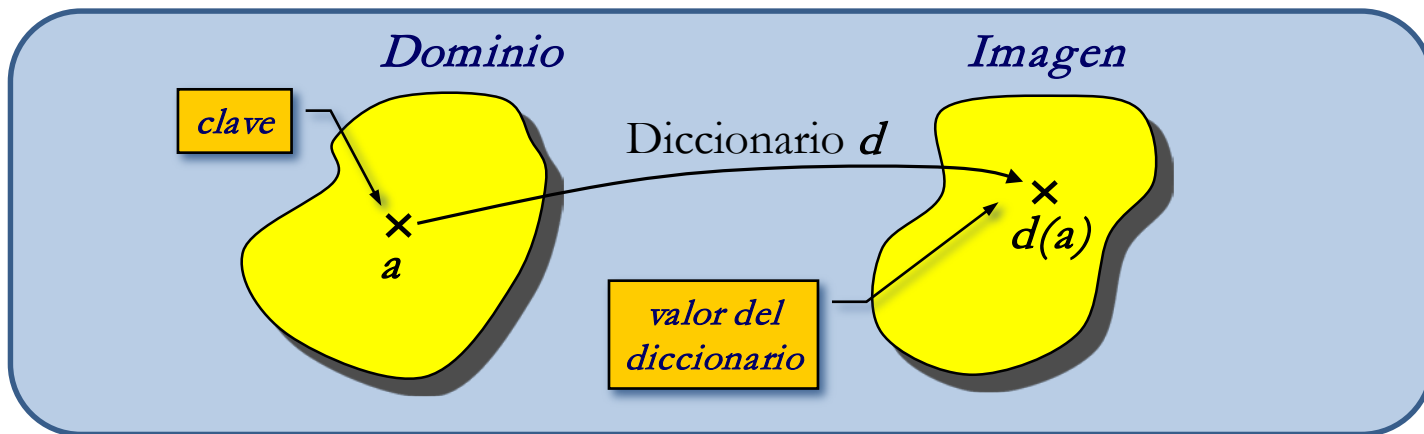 Dominio
Imagen
clave
Diccionario d
a
d(a)
valor del
diccionario